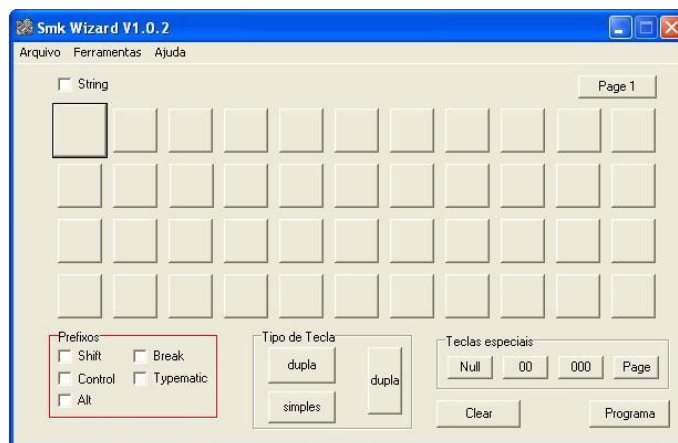 Smk Wizard V1.0.2
Arquivo Ferramentas Ajuda
String
Page 1
Prefixos
Shift Break
Control Typematic
Alt
Tipo de Tecla
dupla
dupla
simples
Teclas especiais
Null 00 000 Page
Clear Programa